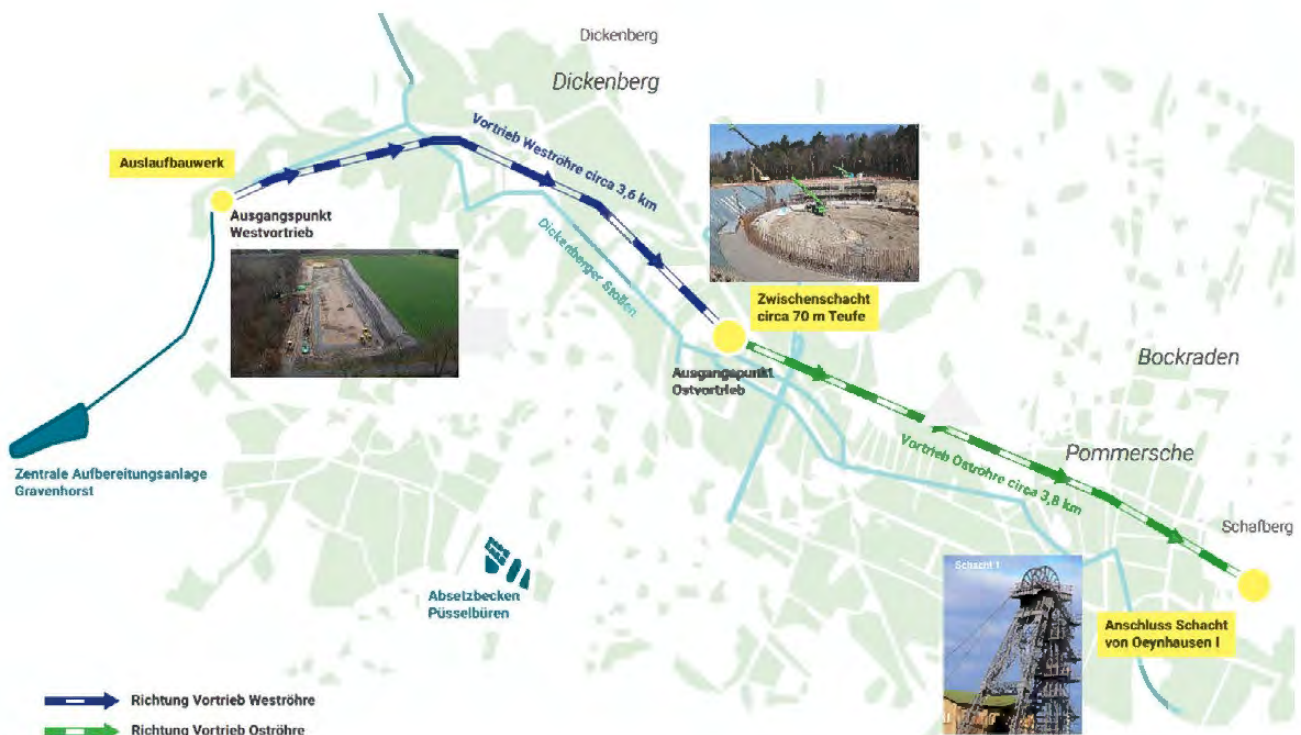 Dickenberg
Dickenberg
Auslaufbauwerk
Vortrieb Weströhre circa 3,6 km
Ausgangspunkt
Westvortrieb
Dickenberger Stollen
Zwischenschacht
circa 70 m Teufe
Ausgangspunkt
Ostvortrieb
Bockraden
Pommersche
Vortrieb Oströhre circa 3,8 km
Zentrale Aufbereitungsanlage
Gravenhorst
Schafberg
Schacht 1
Absetzbecken
Püsselbüren
Anschluss Schacht
von Oeynhausen I
Richtung Vortrieb Weströhre
Richtung Vortrieb Oströhre